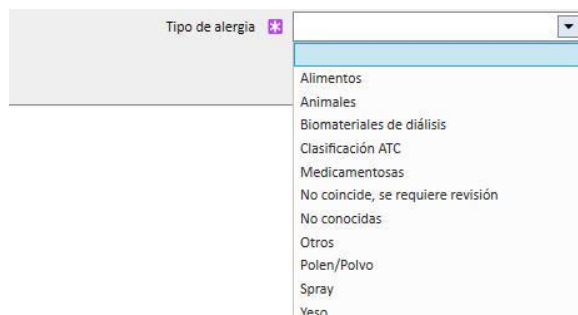 Tipo de alergia
Alimentos
Animales
Biomateriales de diálisis
Clasificación ATC
Medicamentosas
No coincide, se requiere revisión
No conocidas
Otros
Polen/Polvo
Spray
Yeso